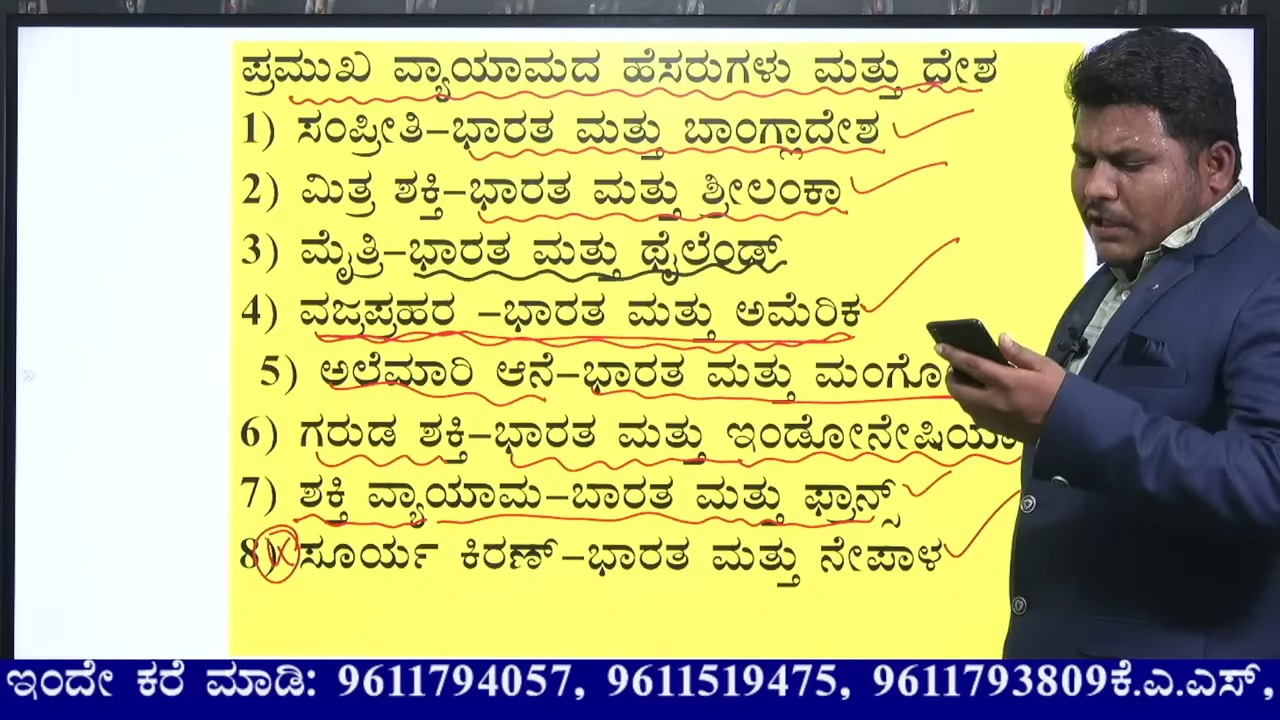 ಪ್ರಮುಖ ವ್ಯಾಯಾಮದ ಹೆಸರುಗಳು ಮತ್ತು ದೇಶ
1) ಸಂಪ್ರೀತಿ-ಭಾರತ ಮತ್ತು ಬಾಂಗ್ಲಾದೇಶ
2) ಮಿತ್ರ ಶಕ್ತಿ-ಭಾರತ ಮತ್ತು ಶ್ರೀಲಂಕಾ
3) ಮೈತ್ರಿ-ಭಾರತ ಮತ್ತು ಥೈಲೆಂಡ್
4) ವಜ್ರಪ್ರಹರ -ಭಾರತ ಮತ್ತು ಅಮೆರಿಕ
5) ಅಲೆಮಾರಿ ಆನೆ-ಭಾರತ ಮತ್ತು
6) ಗರುಡ ಶಕ್ತಿ-ಭಾರತ ಮತ್ತು ಇಂಡೋನೇಷಿಯಾ
7) ಶಕ್ತಿ ವ್ಯಾಯಾಮ-ಬಾರತ ಮತ್ತು ಫ್ರಾನ್ಸ್
8) ಸೂರ್ಯ ಕಿರಣ್-ಭಾರತ ಮತ್ತು ನೇಪಾಳ
ಇಂದೇ ಕರೆ ಮಾಡಿ: 9611794057, 9611519475, 9611793809ಕೆ.ಎ.ಎಸ್,